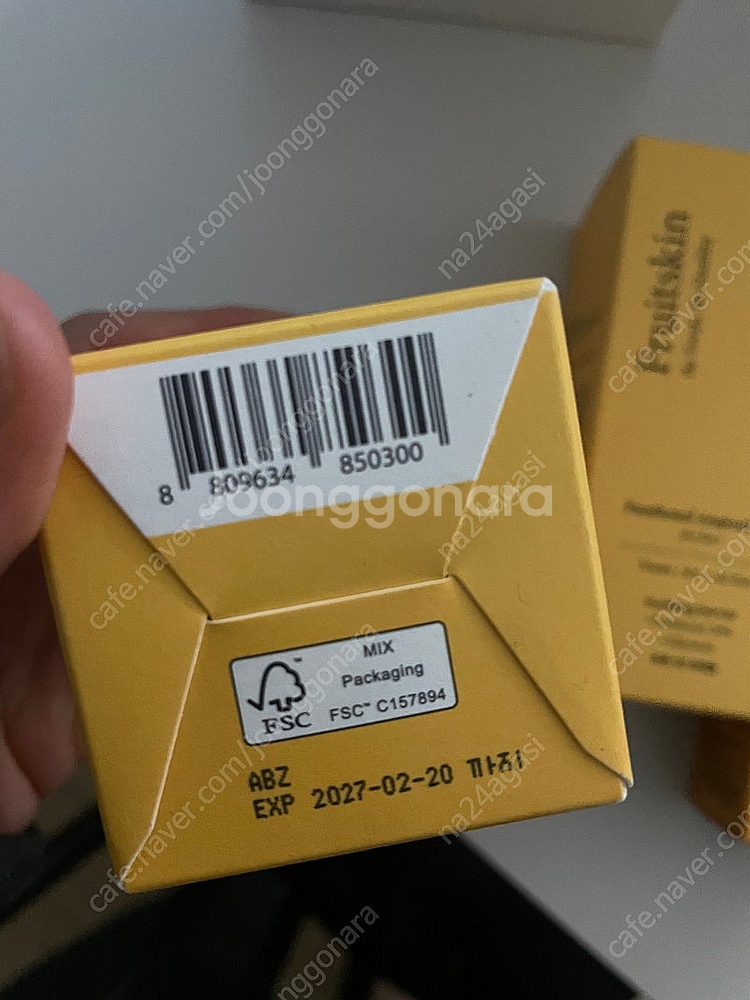 cafe.naver.com/joonggonara
na24agasi
Fruitskin
8 809634 850300
joonggonara
MIX
Packaging
FSC™ C157894
FSC
ABZ
EXP 2027-02-20 까지